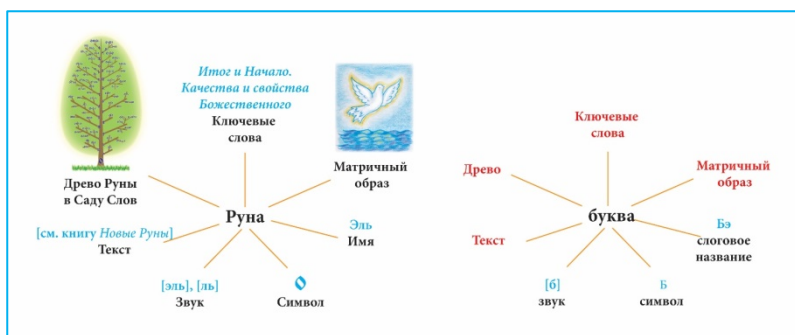 Итог и Начало.
Качества и свойства
Божественного
Ключевые
слова
Древо Руны
в Саду Слов
Матричный
образ
Руна
[см. книгу Новые Руны]
Текст
Эль
Имя
[эль], [ль]
Звук
Символ
Ключевые
слова
Древо
Матричный
образ
буква
Текст
Бэ
слоговое
название
[б]
звук
Б
символ